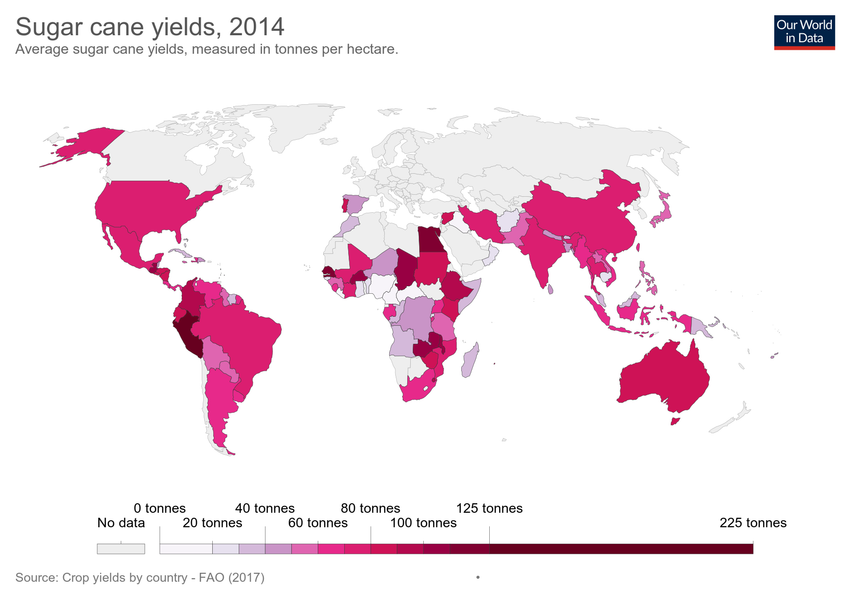 Sugar cane yields, 2014
Average sugar cane yields, measured in tonnes per hectare.
Our World
in Data
0 tonnes 40 tonnes 80 tonnes 125 tonnes
No data 20 tonnes 60 tonnes 100 tonnes 225 tonnes
Source: Crop yields by country - FAO (2017)